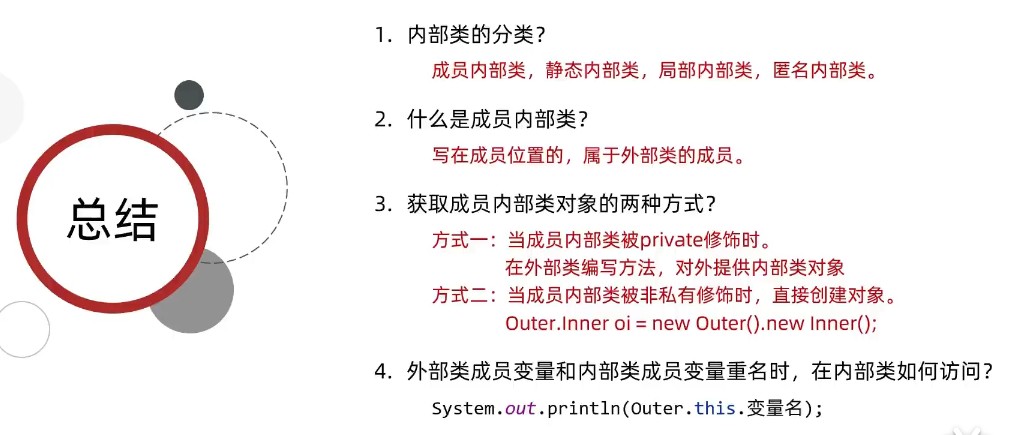 总结
1. 内部类的分类？
成员内部类，静态内部类，局部内部类，匿名内部类。
2. 什么是成员内部类？
写在成员位置的，属于外部类的成员。
3. 获取成员内部类对象的两种方式？
方式一：当成员内部类被private修饰时。
在外部类编写方法，对外提供内部类对象
方式二：当成员内部类被非私有修饰时，直接创建对象。
Outer.Inner oi = new Outer().new Inner();
4. 外部类成员变量和内部类成员变量重名时，在内部类如何访问？
System.out.println(Outer.this.变量名);